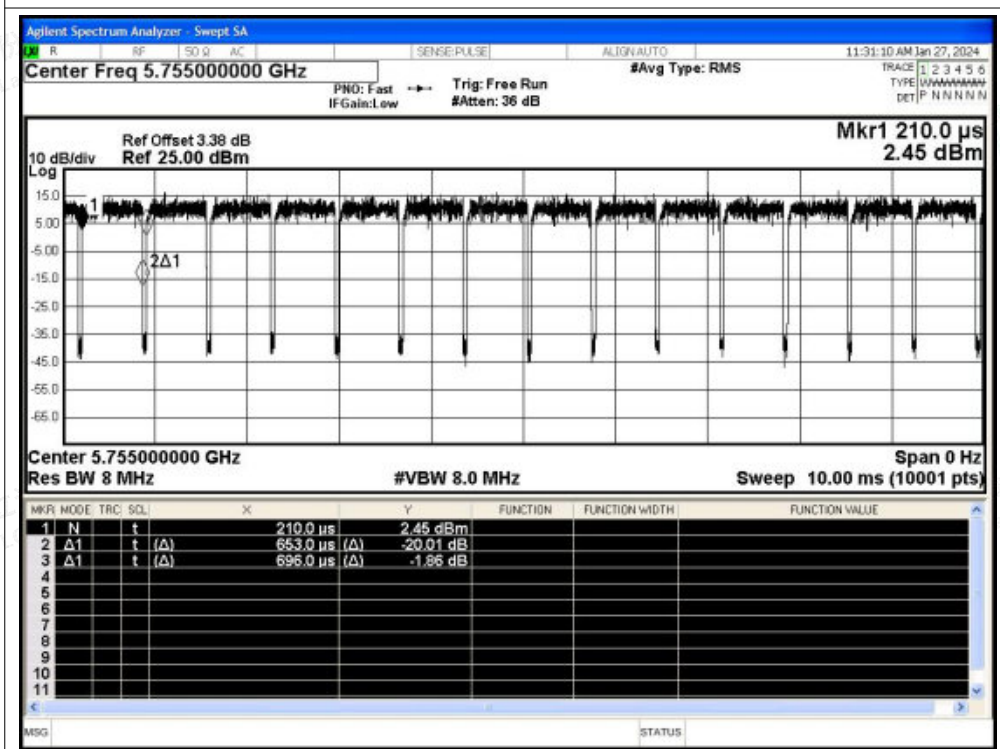 Agilent Spectrum Analyzer - Swept SA
R RF 50 Ω AC SENSE:PULSE ALIGN AUTO 11:31:10 AM Jan 27, 2024
Center Freq 5.755000000 GHz #Avg Type: RMS TRACE 1 2 3 4 5 6
PNO: Fast Trig: Free Run TYPE
IFGain:Low #Atten: 36 dB DET P N N N N N
Mkr1 210.0 µs
Ref Offset 3.38 dB
10 dB/div Ref 25.00 dBm 2.45 dBm
Log
15.0
1
5.00
-5.00
2Δ1
-15.0
-25.0
-35.0
-45.0
-55.0
-65.0
Center 5.755000000 GHz Span 0 Hz
Res BW 8 MHz #VBW 8.0 MHz Sweep 10.00 ms (10001 pts)
MKR MODE TRC SCL X Y FUNCTION FUNCTION WIDTH FUNCTION VALUE
1 N t 210.0 µs 2.45 dBm
2 Δ1 t (Δ) 653.0 µs (Δ) -20.01 dB
3 Δ1 t (Δ) 696.0 µs (Δ) -1.86 dB
4
5
6
7
8
9
10
11
MSG STATUS